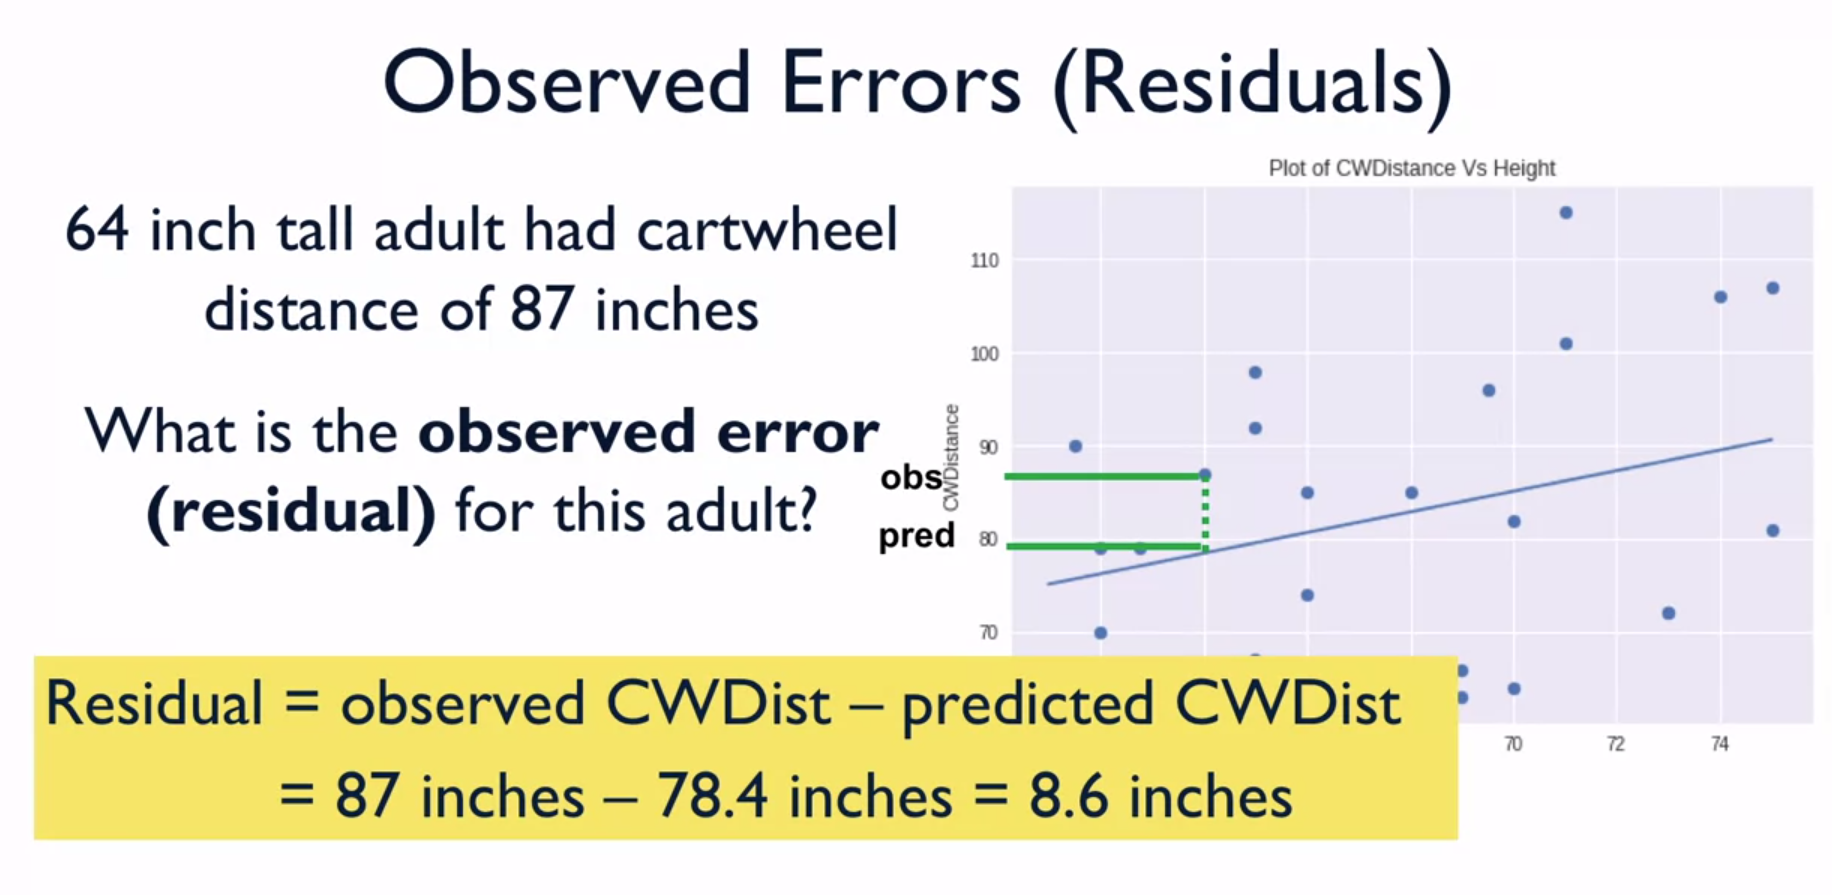 Observed Errors (Residuals)
64 inch tall adult had cartwheel
distance of 87 inches
What is the observed error
(residual) for this adult?
Plot of CWDistance Vs Height
110
100
90
80
70
CWDistance
obs
pred
70 72 74
Residual = observed CWDist – predicted CWDist
= 87 inches – 78.4 inches = 8.6 inches